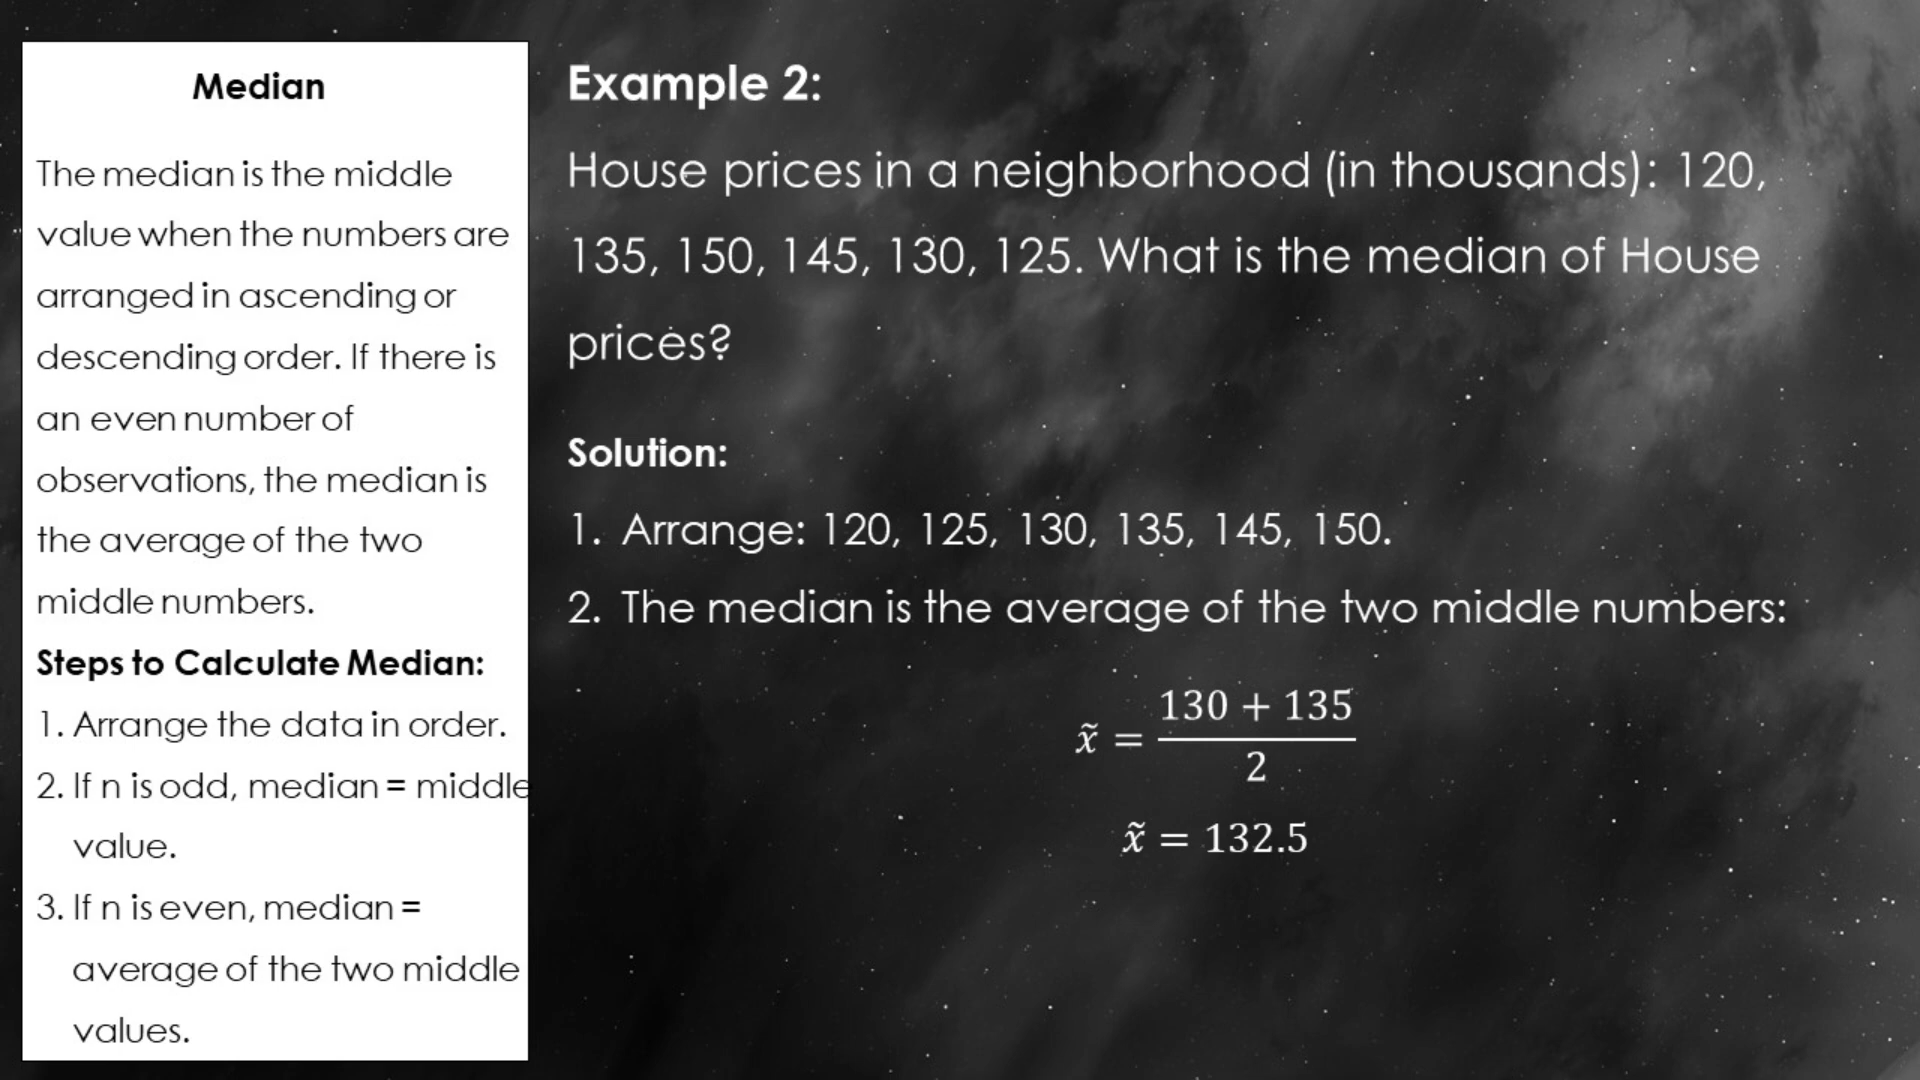 Median
The median is the middle
value when the numbers are
arranged in ascending or
descending order. If there is
an even number of
observations, the median is
the average of the two
middle numbers.
Steps to Calculate Median:
1. Arrange the data in order.
2. If n is odd, median = middle
value.
3. If n is even, median =
average of the two middle
values.
Example 2:
House prices in a neighborhood (in thousands): 120,
135, 150, 145, 130, 125. What is the median of House
prices?
Solution:
1. Arrange: 120, 125, 130, 135, 145, 150.
2. The median is the average of the two middle numbers:
x̃ = (130 + 135)/2
x̃ = 132.5